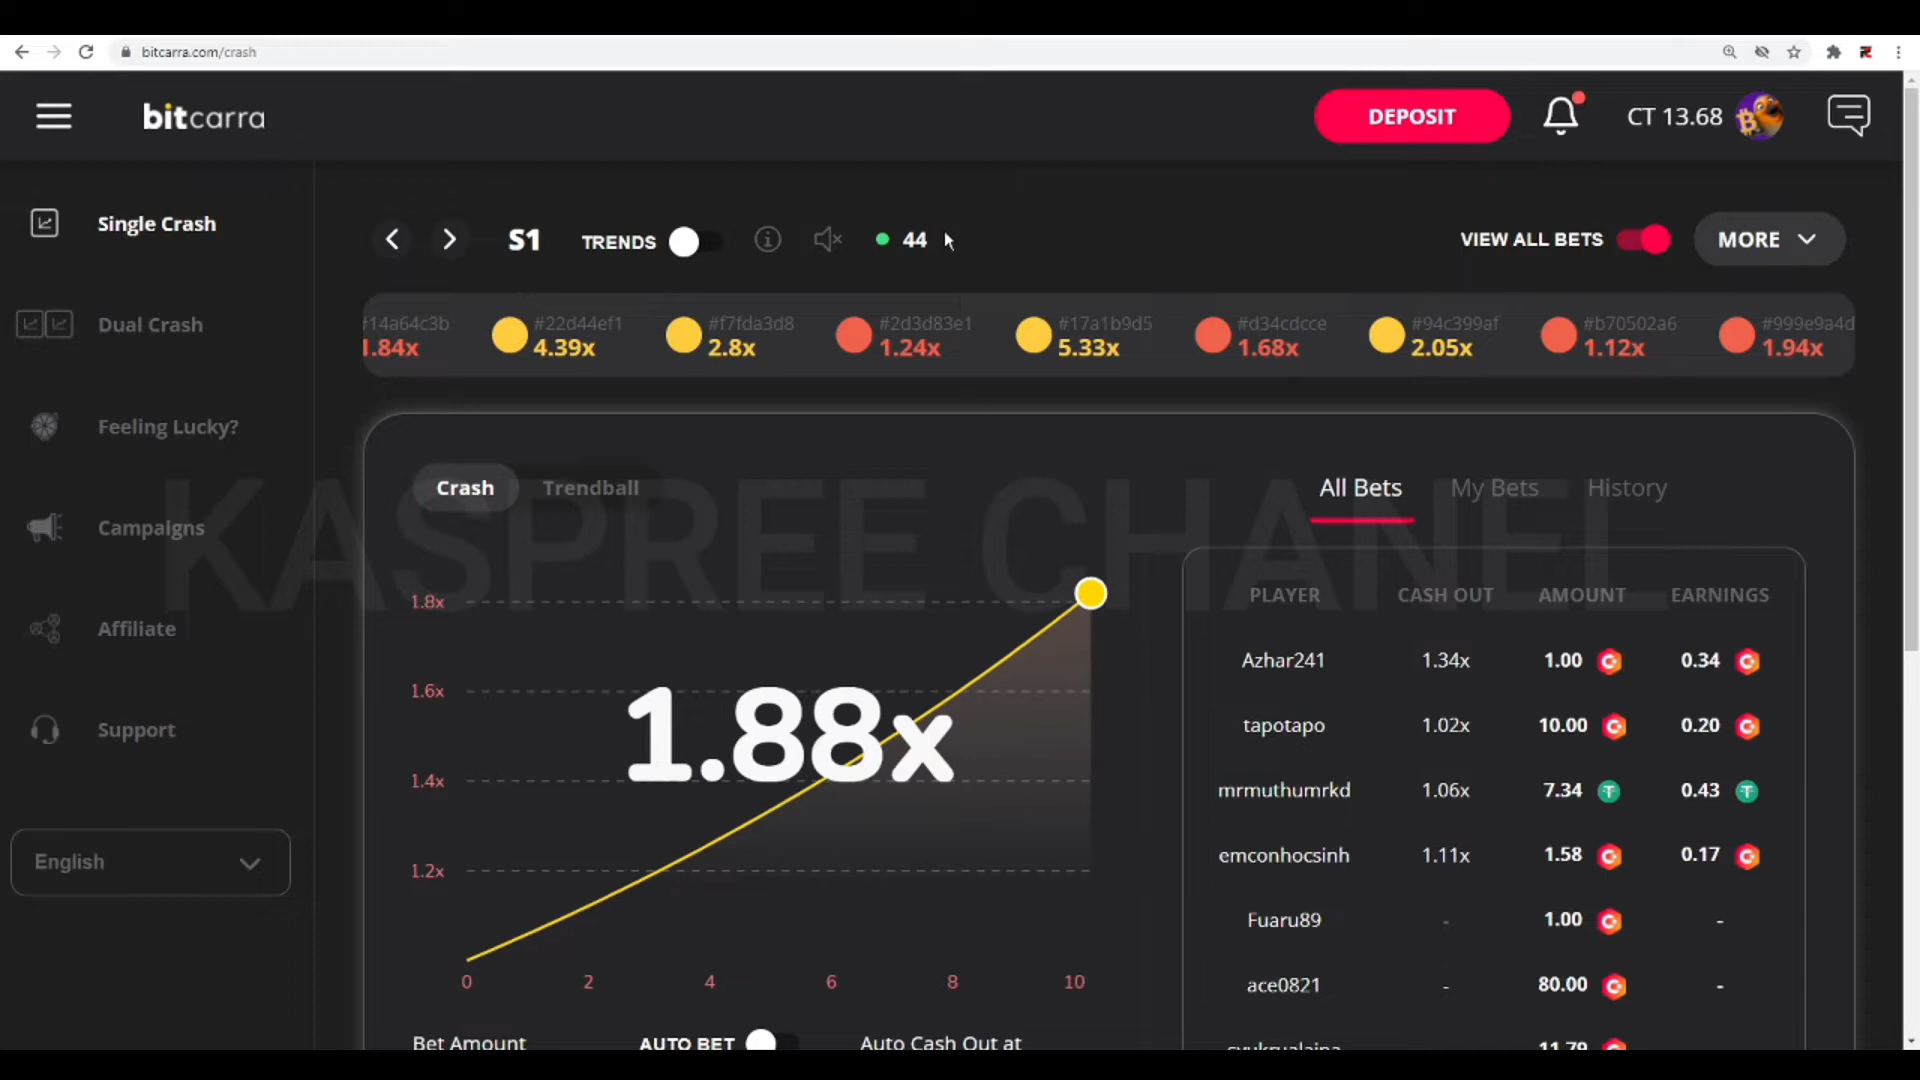 bitcarra.com/crash
bitcarra
DEPOSIT
CT 13.68
Single Crash
Dual Crash
Feeling Lucky?
Campaigns
Affiliate
Support
English
S1
TRENDS
44
VIEW ALL BETS
MORE
#14a64c3b #22d44ef1 #f7fda3d8 #2d3d83e1 #17a1b9d5 #d34cdcce #94c399af #b70502a6 #999e9a4d
1.84x 4.39x 2.8x 1.24x 5.33x 1.68x 2.05x 1.12x 1.94x
Crash Trendball
KASPREE CHANEL
1.8x
1.6x
1.4x
1.2x
1.88x
0 2 4 6 8 10
Bet Amount AUTO BET Auto Cash Out at
All Bets My Bets History
PLAYER CASH OUT AMOUNT EARNINGS
Azhar241 1.34x 1.00 0.34
tapotapo 1.02x 10.00 0.20
mrmuthumrkd 1.06x 7.34 0.43
emconhocsinh 1.11x 1.58 0.17
Fuaru89 - 1.00 -
ace0821 - 80.00 -
11.79